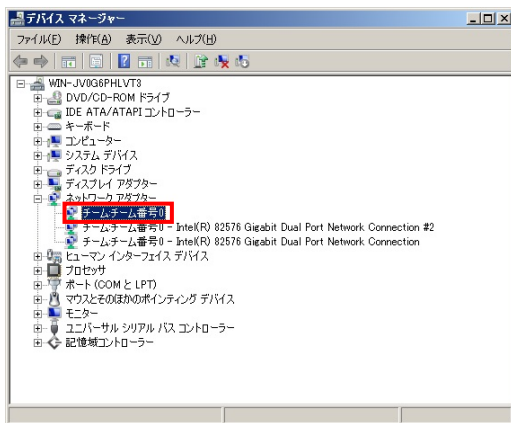 デバイス マネージャー
ファイル(F) 操作(A) 表示(V) ヘルプ(H)
WIN-JV0G6PHLVT3
DVD/CD-ROM ドライブ
IDE ATA/ATAPI コントローラー
キーボード
コンピューター
システム デバイス
ディスク ドライブ
ディスプレイ アダプター
ネットワーク アダプター
チーム:チーム番号0
チーム:チーム番号0 - Intel(R) 82576 Gigabit Dual Port Network Connection #2
チーム:チーム番号0 - Intel(R) 82576 Gigabit Dual Port Network Connection
ヒューマン インターフェイス デバイス
プロセッサ
ポート (COM と LPT)
マウスとそのほかのポインティング デバイス
モニター
ユニバーサル シリアル バス コントローラー
記憶域コントローラー